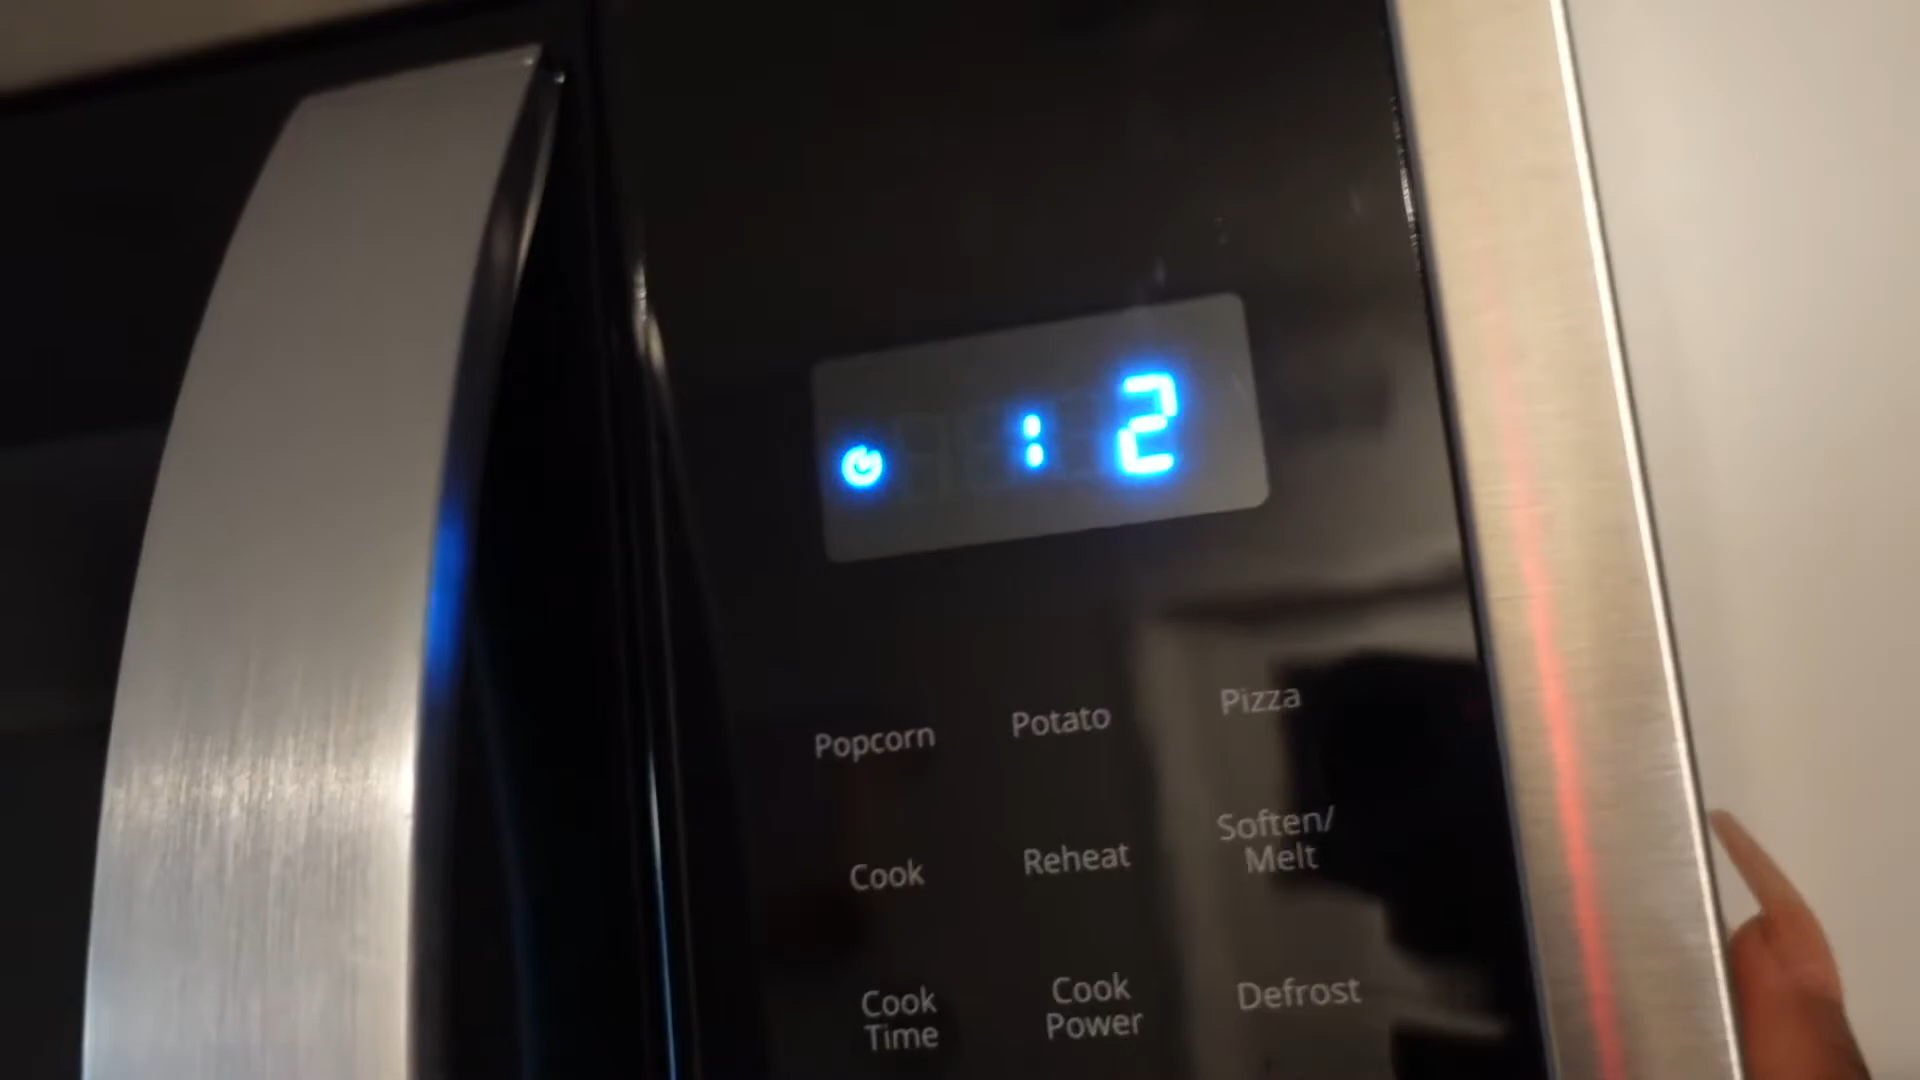 :2
Popcorn Potato Pizza
Cook Reheat Soften/
Melt
Cook Time
Cook Power
Defrost